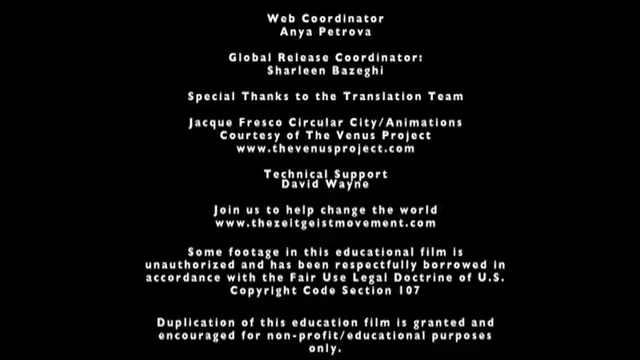 Web Coordinator
Anya Petrova
Global Release Coordinator:
Sharleen Bazeghi
Special Thanks to the Translation Team
Jacque Fresco Circular City/Animations
Courtesy of The Venus Project
www.thevenusproject.com
Technical Support
David Wayne
Join us to help change the world
www.thezeitgeistmovement.com
Some footage in this educational film is
unauthorized and has been respectfully borrowed in
accordance with the Fair Use Legal Doctrine of U.S.
Copyright Code Section 107
Duplication of this education film is granted and
encouraged for non-profit/educational purposes
only.